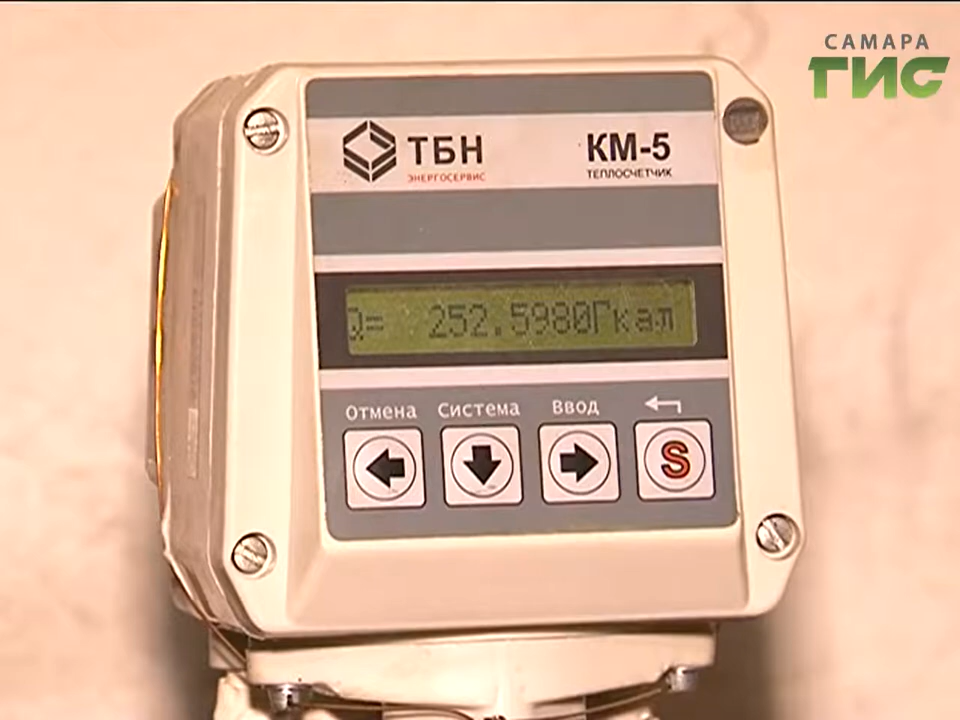 САМАРА
ГИС
ТБН
ЭНЕРГОСЕРВИС
КМ-5
ТЕПЛОСЧЕТЧИК
Q= 252.5980Гкал
Отмена Система Ввод
S